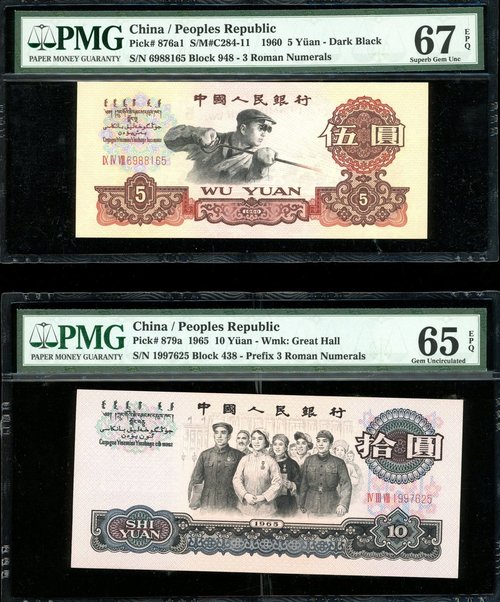 PMG
PAPER MONEY GUARANTY
China / Peoples Republic
Pick# 876a1 S/M#C284-11 1960 5 Yüan - Dark Black
S/N 6988165 Block 948 - 3 Roman Numerals
67 EPQ
Superb Gem Unc
中國人民銀行
伍圓
IX IV VIII 6988165
WU YUAN
5
1960
5
PMG
PAPER MONEY GUARANTY
China / Peoples Republic
Pick# 879a 1965 10 Yüan - Wmk: Great Hall
S/N 1997625 Block 438 - Prefix 3 Roman Numerals
65 EPQ
Gem Uncirculated
中國人民銀行
拾圓
IV III VIII 1997625
SHI YUAN
1965
10